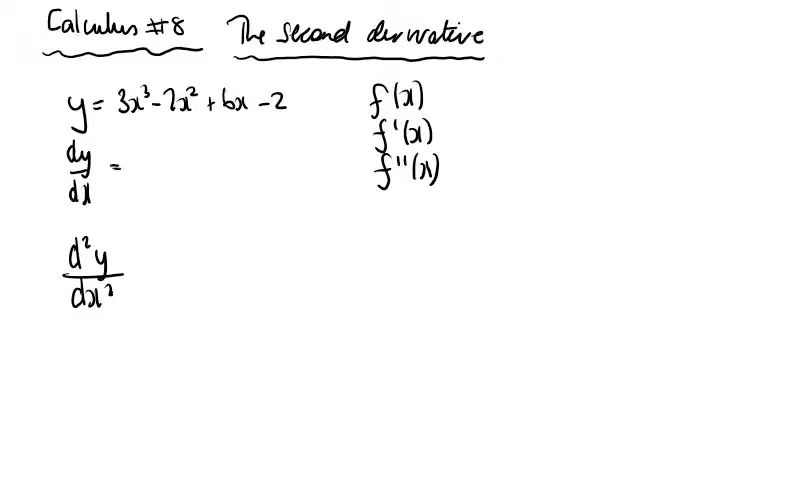 Calculus #8 The second derivative
y = 3x³ - 7x² + 6x - 2
dy/dx =
d²y/dx²
f(x)
f'(x)
f''(x)